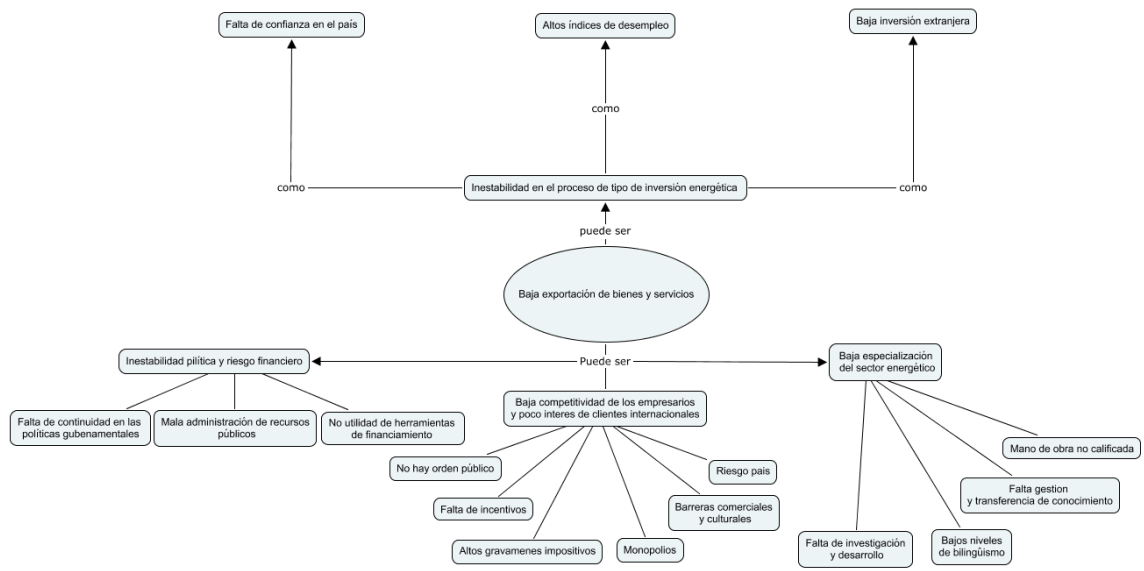 Falta de confianza en el país
Altos índices de desempleo
Baja inversión extranjera
como
como
como
Inestabilidad en el proceso de tipo de inversión energética
puede ser
Baja exportación de bienes y servicios
Puede ser
Inestabilidad pilítica y riesgo financiero
Falta de continuidad en las
políticas gubenamentales
Mala administración de recursos
públicos
No utilidad de herramientas
de financiamiento
Baja competitividad de los empresarios
y poco interes de clientes internacionales
No hay orden público
Falta de incentivos
Altos gravamenes impositivos
Monopolios
Barreras comerciales
y culturales
Riesgo pais
Baja especialización
del sector energético
Falta de investigación
y desarrollo
Bajos niveles
de bilingüismo
Falta gestion
y transferencia de conocimiento
Mano de obra no calificada